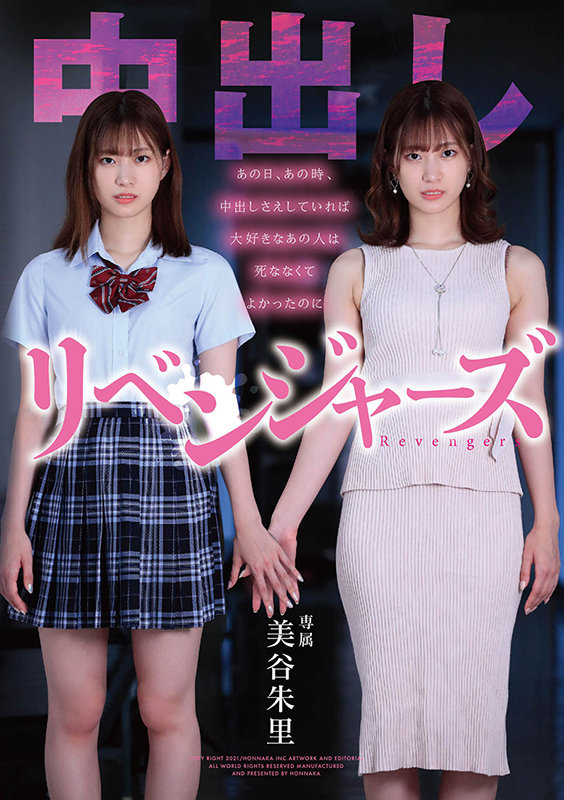 中出し
あの日、あの時、
中出しさえしていれば
大好きなあの人は
死ななくて
よかったのに
リベンジャーズ
Revengers
専属
美谷朱里
COPY RIGHT 2021/HONNAKA INC.ARTWORK AND EDITORIAL
ALL WORLD RIGHTS RESERVED MANUFACTURED
AND PRESENTED BY HONNAKA